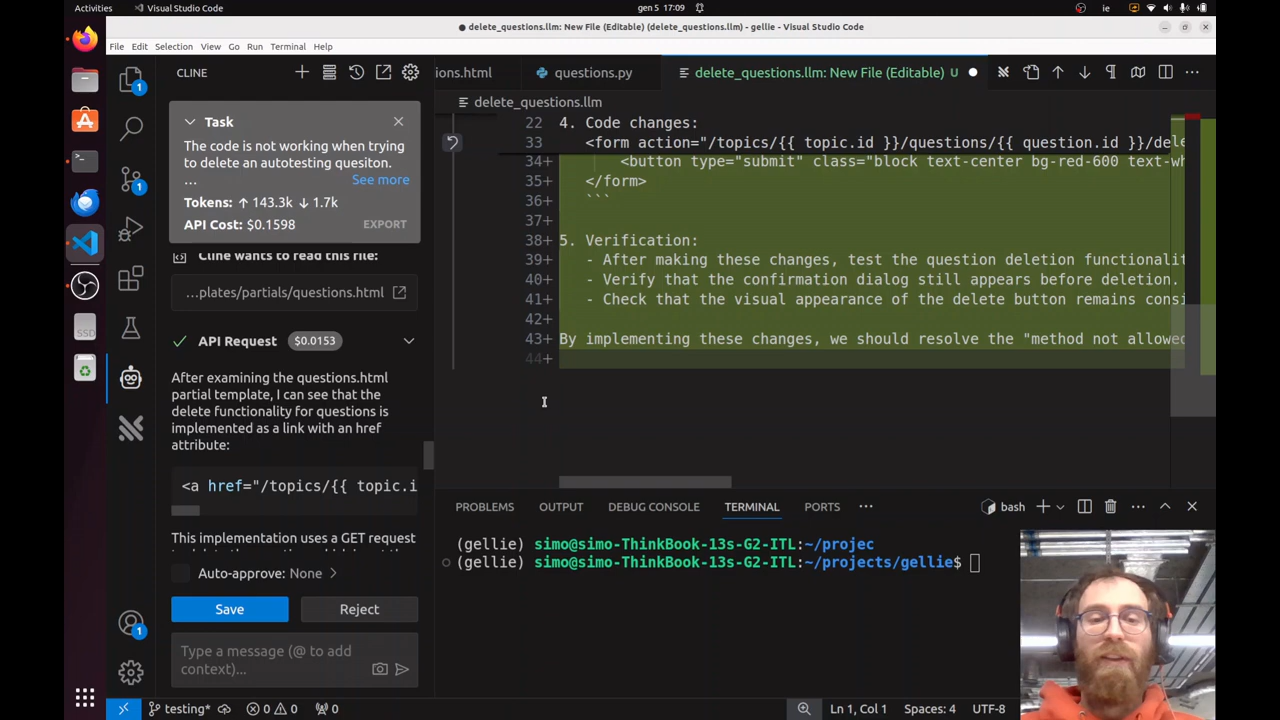 Activities
Visual Studio Code
gen 5 17:09
ie
delete_questions.llm: New File (Editable) (delete_questions.llm) - gellie - Visual Studio Code
File Edit Selection View Go Run Terminal Help
CLINE
ions.html
questions.py
delete_questions.llm: New File (Editable) U
delete_questions.llm
Task
The code is not working when trying
to delete an autotesting quesiton.
...
See more
Tokens: ↑ 143.3k ↓ 1.7k
API Cost: $0.1598
EXPORT
Cline wants to read this file:
...plates/partials/questions.html
API Request $0.0153
After examining the questions.html
partial template, I can see that the
delete functionality for questions is
implemented as a link with an href
attribute:
<a href="/topics/{{ topic.i
This implementation uses a GET request
Auto-approve: None
Save
Reject
Type a message (@ to add
context)...
22 4. Code changes:
33 <form action="/topics/{{ topic.id }}/questions/{{ question.id }}/dele
34+ <button type="submit" class="block text-center bg-red-600 text-wh
35+ </form>
36+ ```
37+
38+ 5. Verification:
39+ - After making these changes, test the question deletion functionalit
40+ - Verify that the confirmation dialog still appears before deletion.
41+ - Check that the visual appearance of the delete button remains consi
42+
43+ By implementing these changes, we should resolve the "method not allowed
44+
PROBLEMS OUTPUT DEBUG CONSOLE TERMINAL PORTS
bash
(gellie) simo@simo-ThinkBook-13s-G2-ITL:~/projec
(gellie) simo@simo-ThinkBook-13s-G2-ITL:~/projects/gellie$
SSD
1
1
1
testing*
0 0
0
Ln 1, Col 1
Spaces: 4
UTF-8